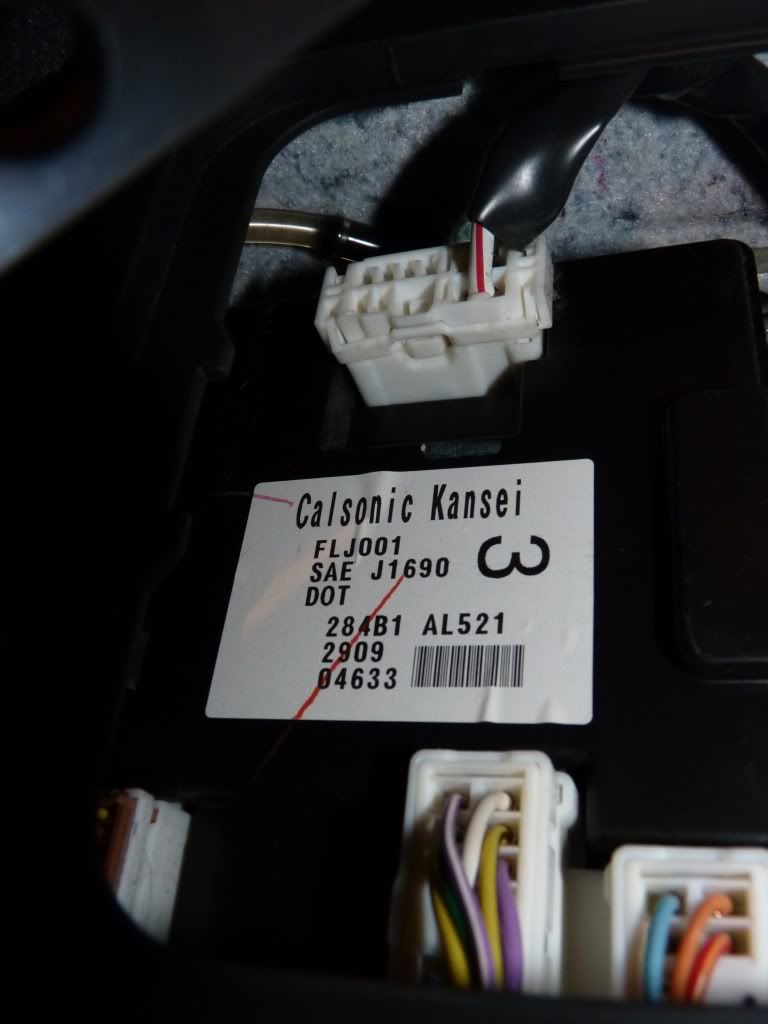 Calsonic Kansei
FLJ001
3
SAE J1690
DOT
284B1 AL521
2909
04633